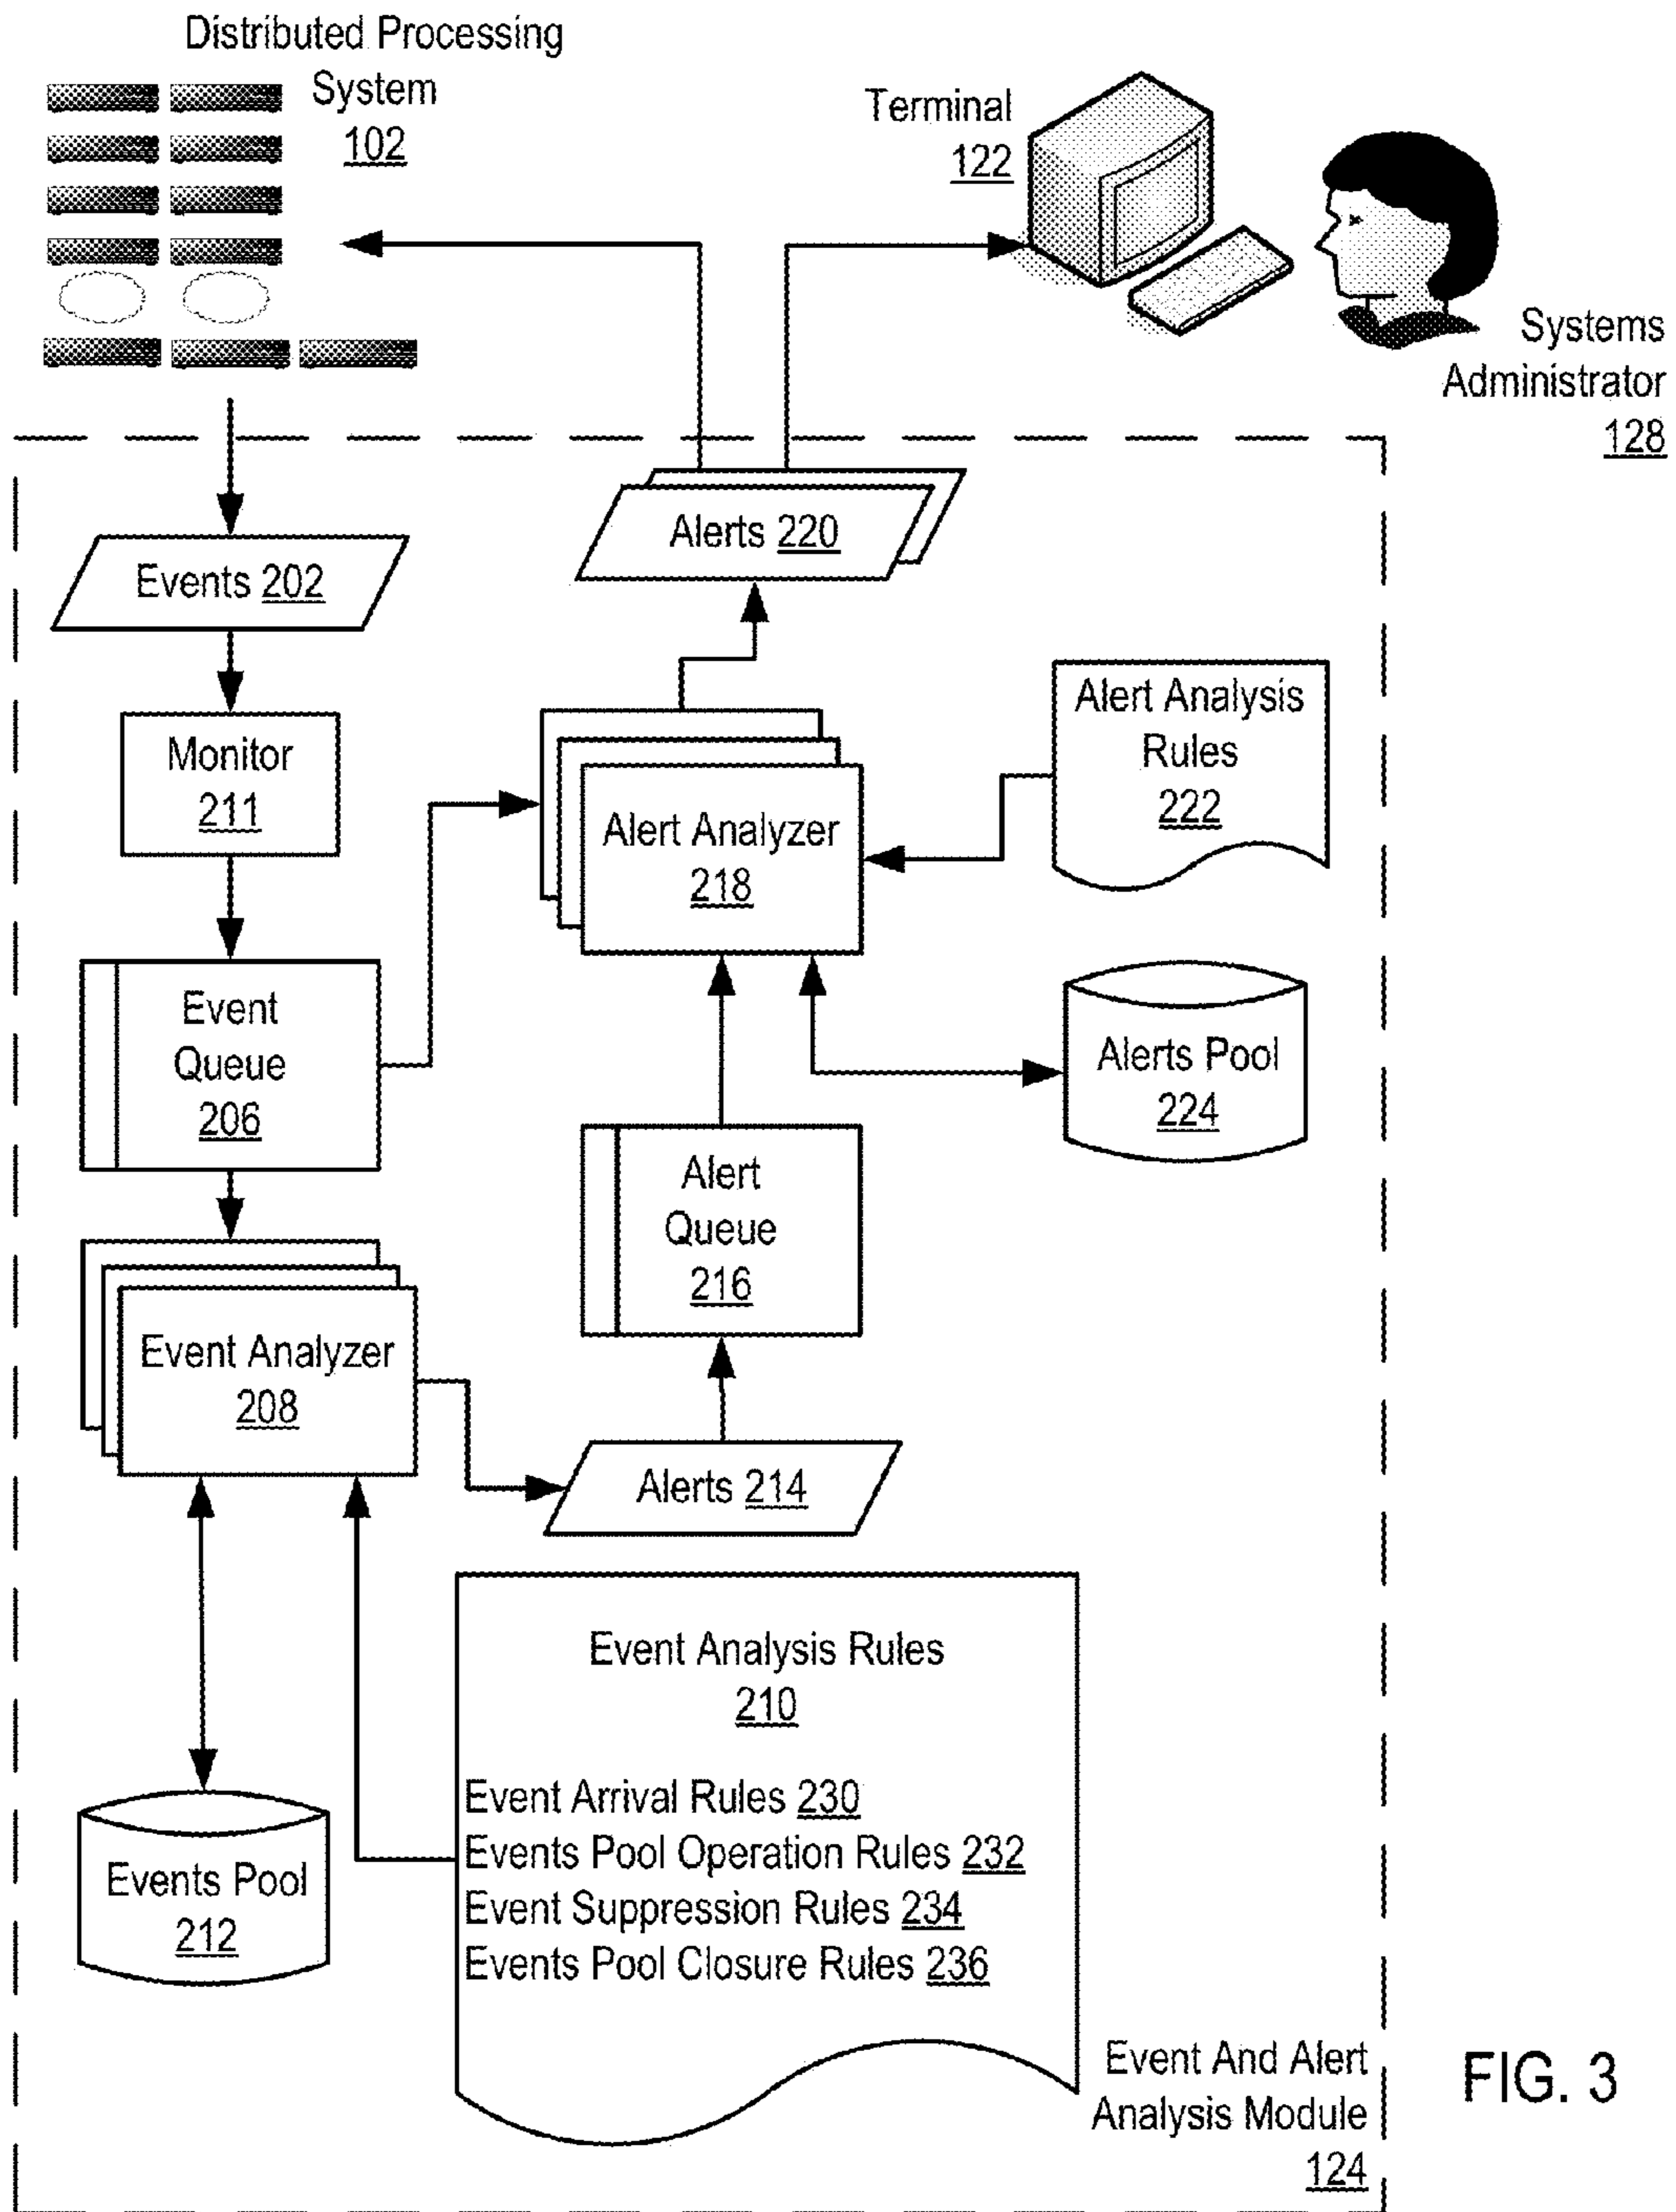 Distributed Processing
System
102
Terminal
122
Systems
Administrator
128
Events 202
Alerts 220
Monitor
211
Alert Analyzer
218
Alert Analysis
Rules
222
Event
Queue
206
Alerts Pool
224
Alert
Queue
216
Event Analyzer
208
Alerts 214
Event Analysis Rules
210
Event Arrival Rules 230
Events Pool Operation Rules 232
Event Suppression Rules 234
Events Pool Closure Rules 236
Events Pool
212
Event And Alert
Analysis Module
124
FIG. 3